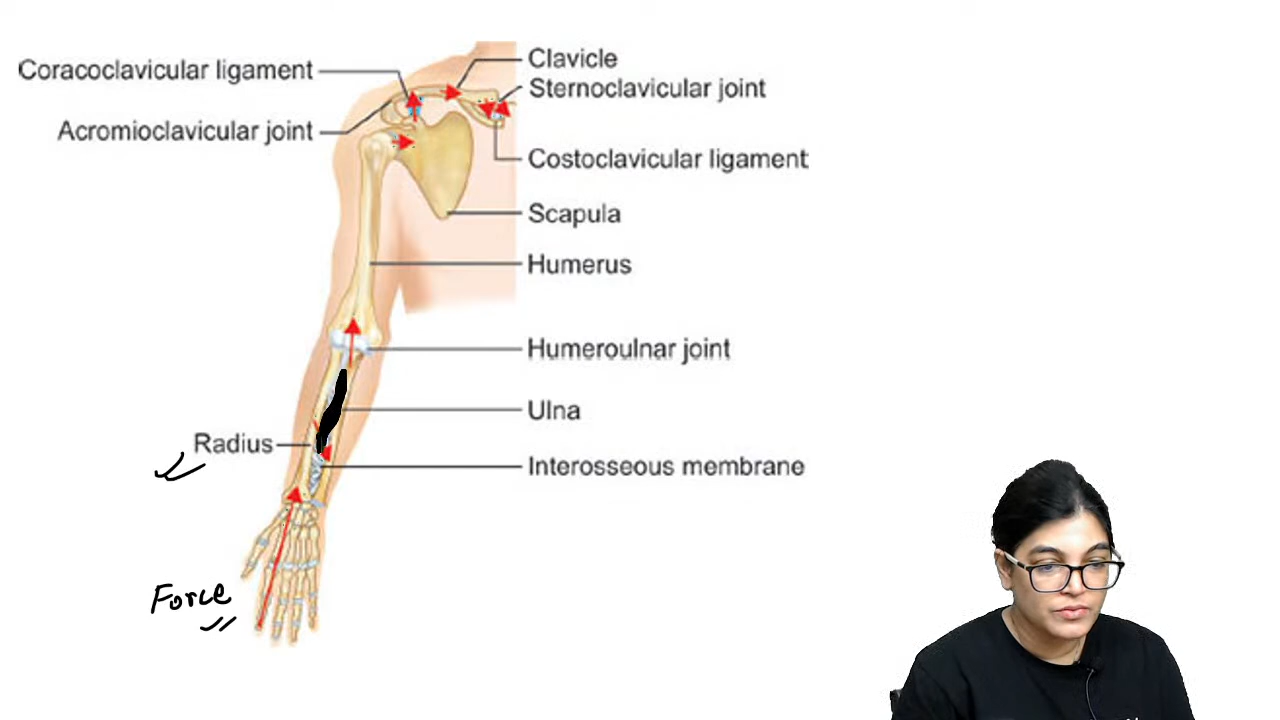 Coracoclavicular ligament
Clavicle
Sternoclavicular joint
Acromioclavicular joint
Costoclavicular ligament
Scapula
Humerus
Humeroulnar joint
Ulna
Radius
Interosseous membrane
Force